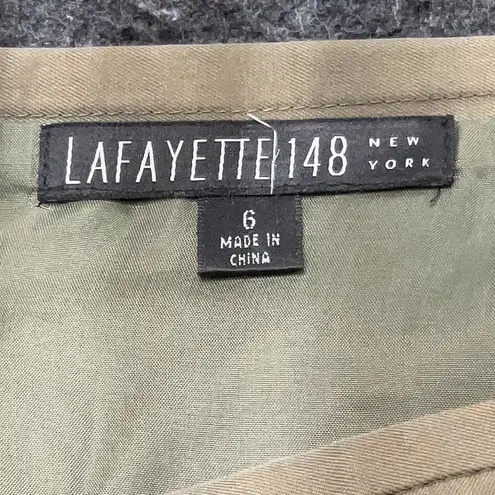 LAFAYETTE 148 NEW YORK
6
MADE IN
CHINA